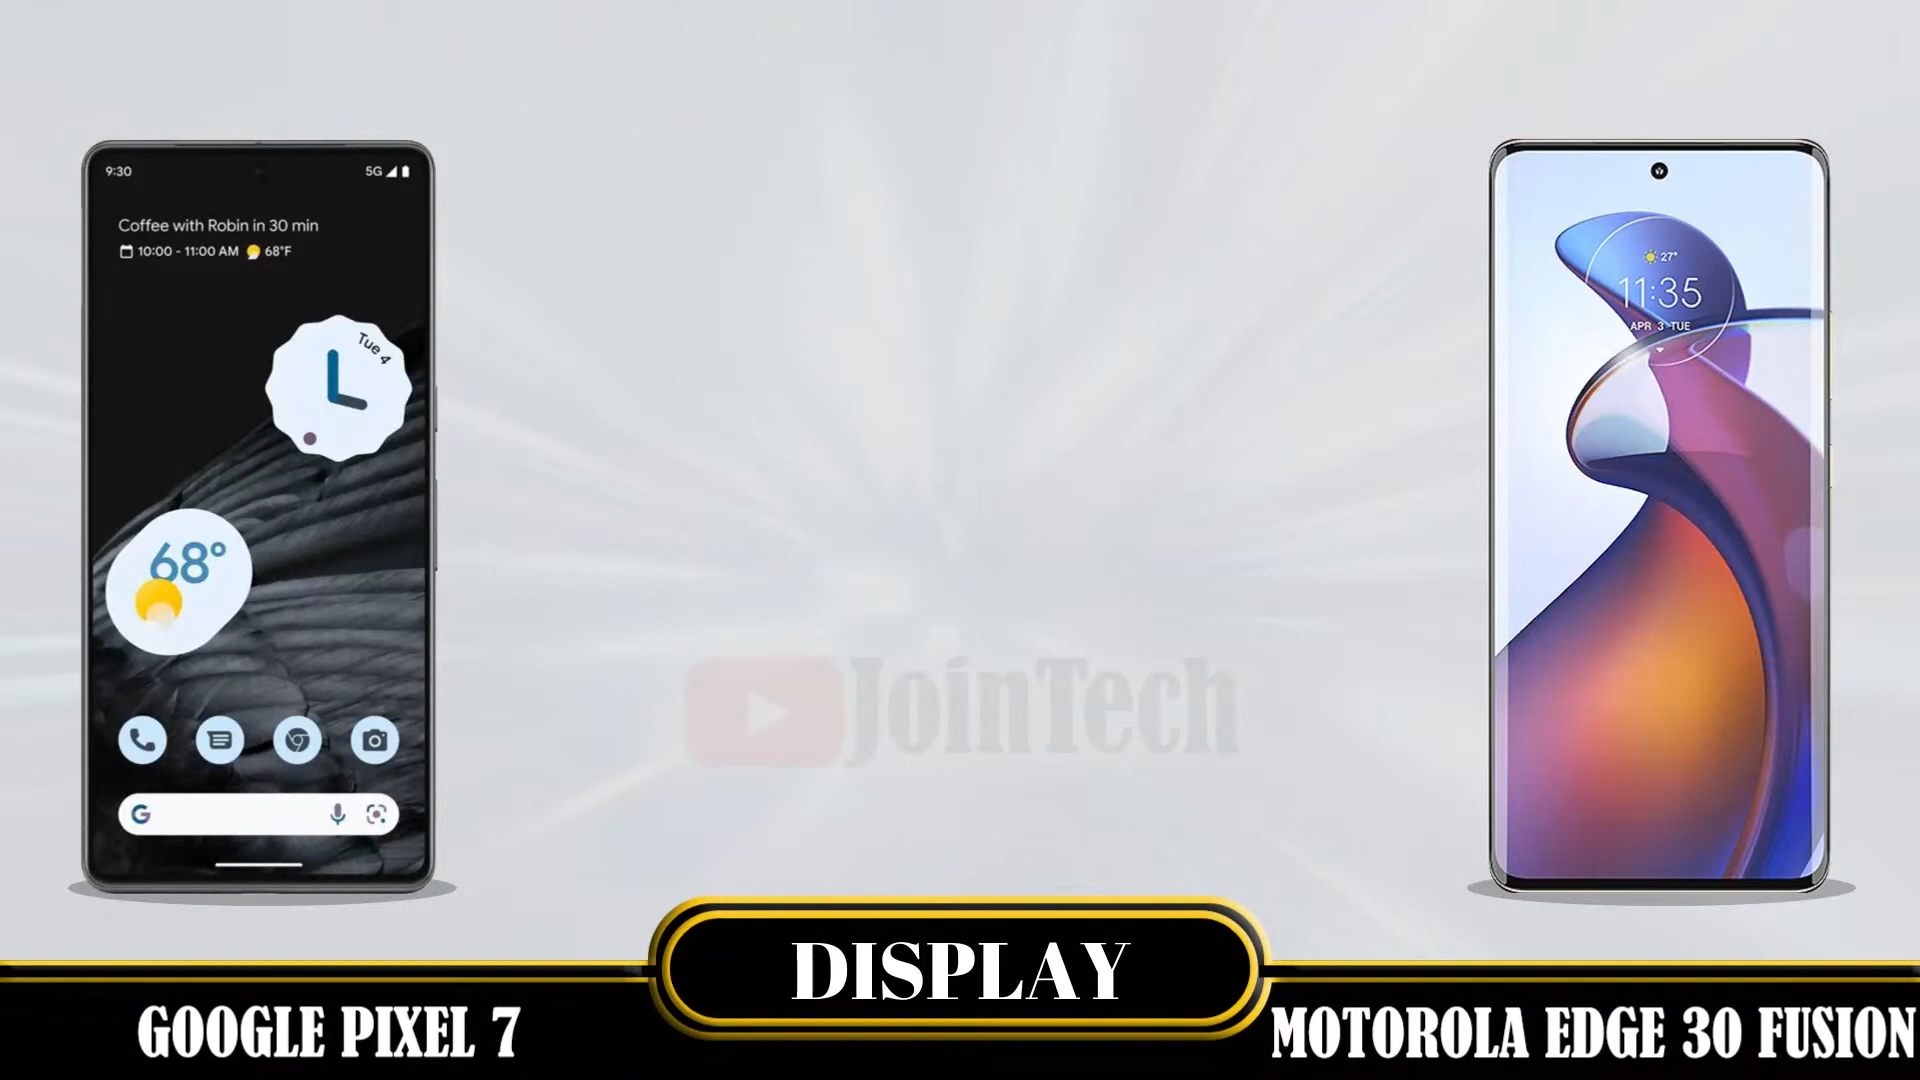 9:30
5G
Coffee with Robin in 30 min
10:00 - 11:00 AM 68°F
Tue 4
68°
G
27°
11:35
APR 3 TUE
JoinTech
DISPLAY
GOOGLE PIXEL 7
MOTOROLA EDGE 30 FUSION